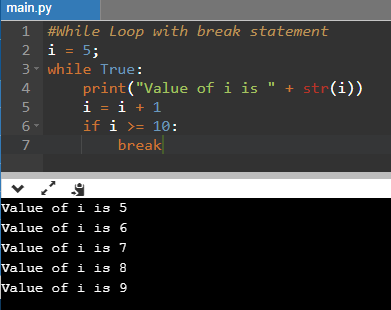 main.py
1 #While Loop with break statement
2 i = 5;
3 while True:
4     print("Value of i is " + str(i))
5     i = i + 1
6     if i >= 10:
7         break
Value of i is 5
Value of i is 6
Value of i is 7
Value of i is 8
Value of i is 9